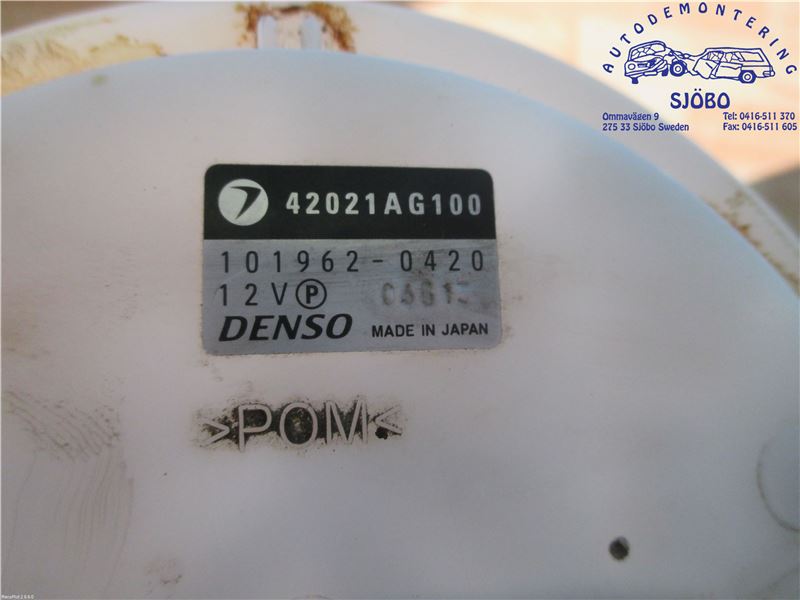 AUTODEMONTERING
SJÖBO
Ommavägen 9
275 33 Sjöbo Sweden
Tel: 0416-511 370
Fax: 0416-511 605
42021AG100
101962-0420
12V P
DENSO MADE IN JAPAN
>POM<